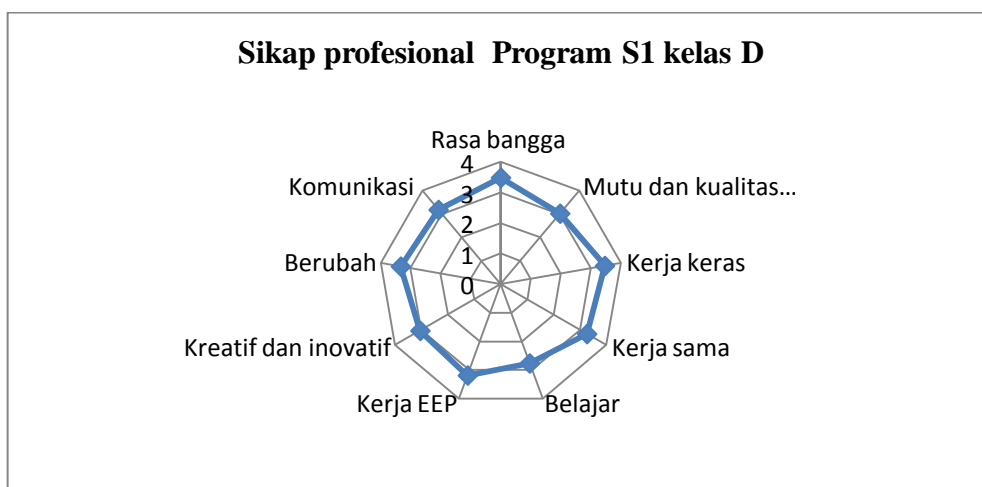 Sikap profesional  Program S1 kelas D
Rasa bangga
Mutu dan kualitas...
Kerja keras
Kerja sama
Belajar
Kerja EEP
Kreatif dan inovatif
Berubah
Komunikasi
4
3
2
1
0